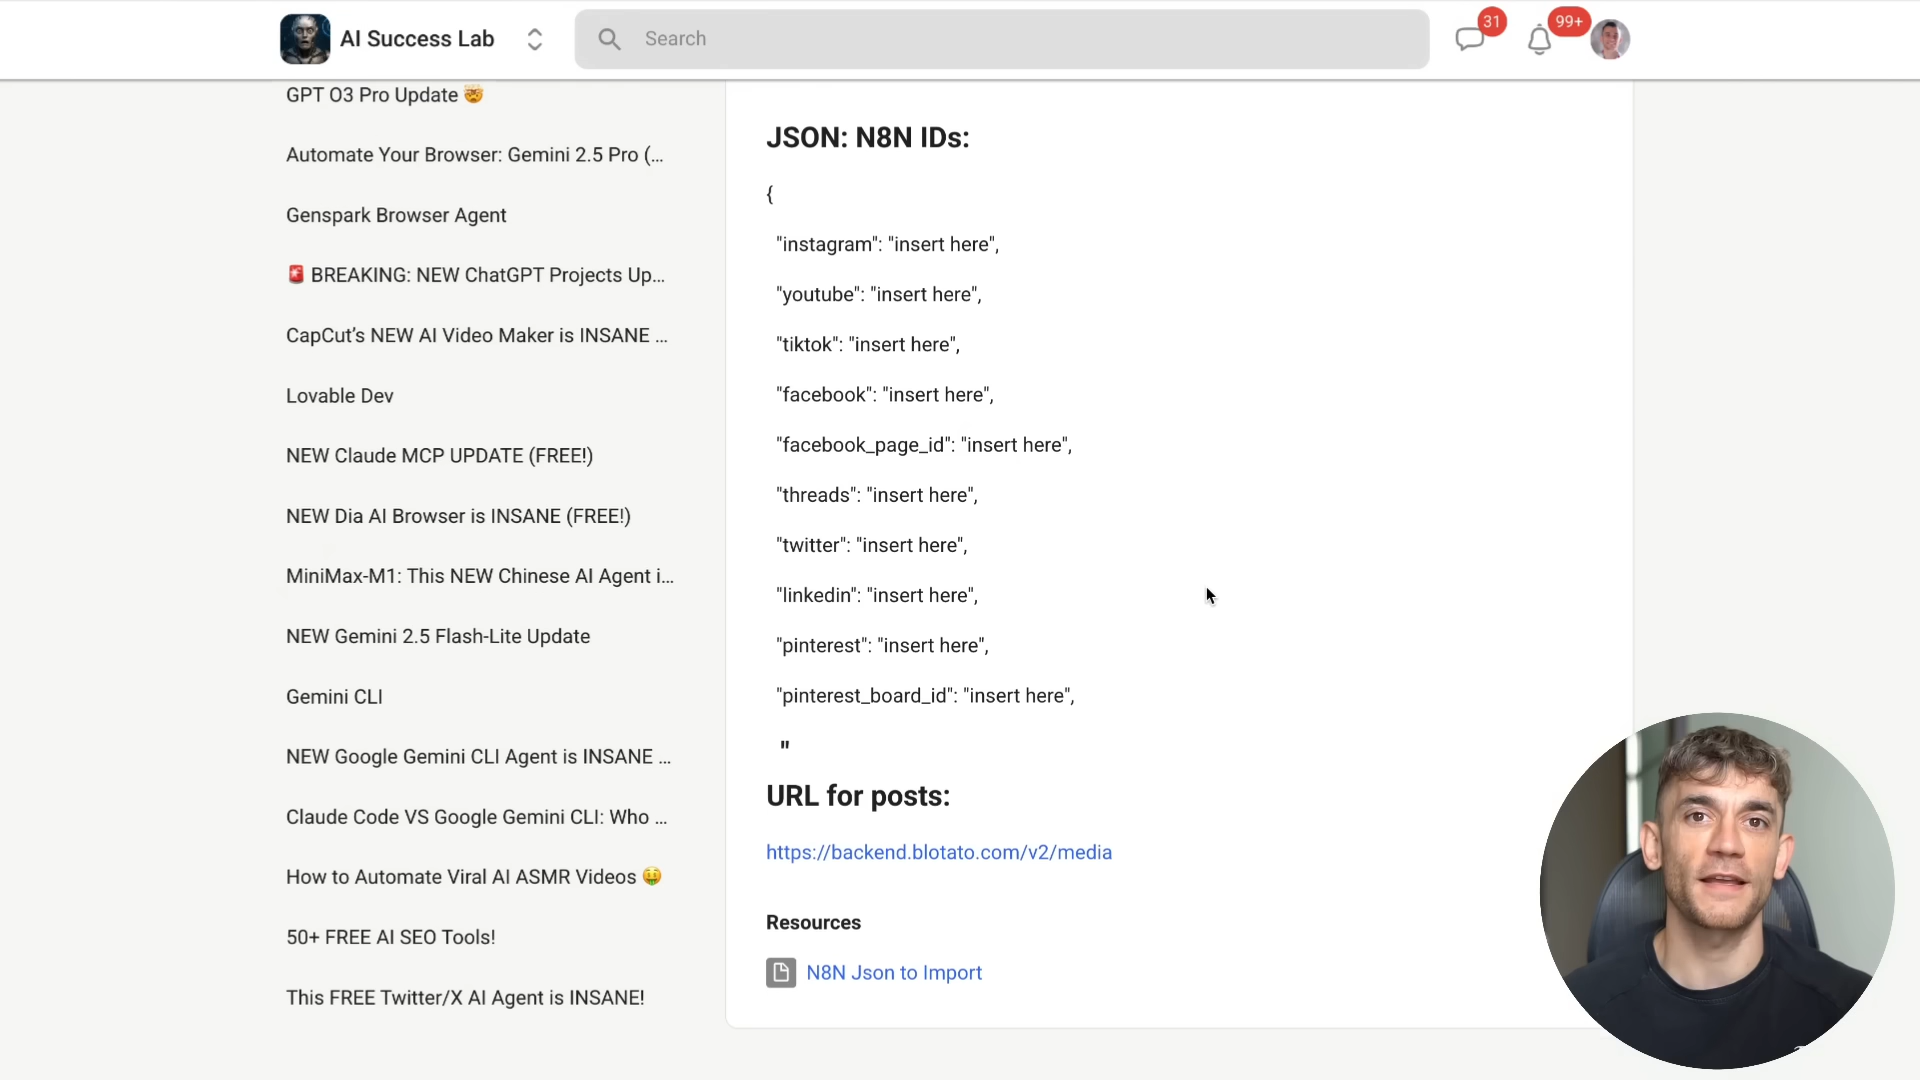 AI Success Lab
Search
31
99+
GPT O3 Pro Update 🤯
Automate Your Browser: Gemini 2.5 Pro (...
Genspark Browser Agent
🚨 BREAKING: NEW ChatGPT Projects Up...
CapCut’s NEW AI Video Maker is INSANE ...
Lovable Dev
NEW Claude MCP UPDATE (FREE!)
NEW Dia AI Browser is INSANE (FREE!)
MiniMax-M1: This NEW Chinese AI Agent i...
NEW Gemini 2.5 Flash-Lite Update
Gemini CLI
NEW Google Gemini CLI Agent is INSANE ...
Claude Code VS Google Gemini CLI: Who ...
How to Automate Viral AI ASMR Videos 🤑
50+ FREE AI SEO Tools!
This FREE Twitter/X AI Agent is INSANE!
JSON: N8N IDs:
{
"instagram": "insert here",
"youtube": "insert here",
"tiktok": "insert here",
"facebook": "insert here",
"facebook_page_id": "insert here",
"threads": "insert here",
"twitter": "insert here",
"linkedin": "insert here",
"pinterest": "insert here",
"pinterest_board_id": "insert here",
"
URL for posts:
https://backend.blotato.com/v2/media
Resources
N8N Json to Import